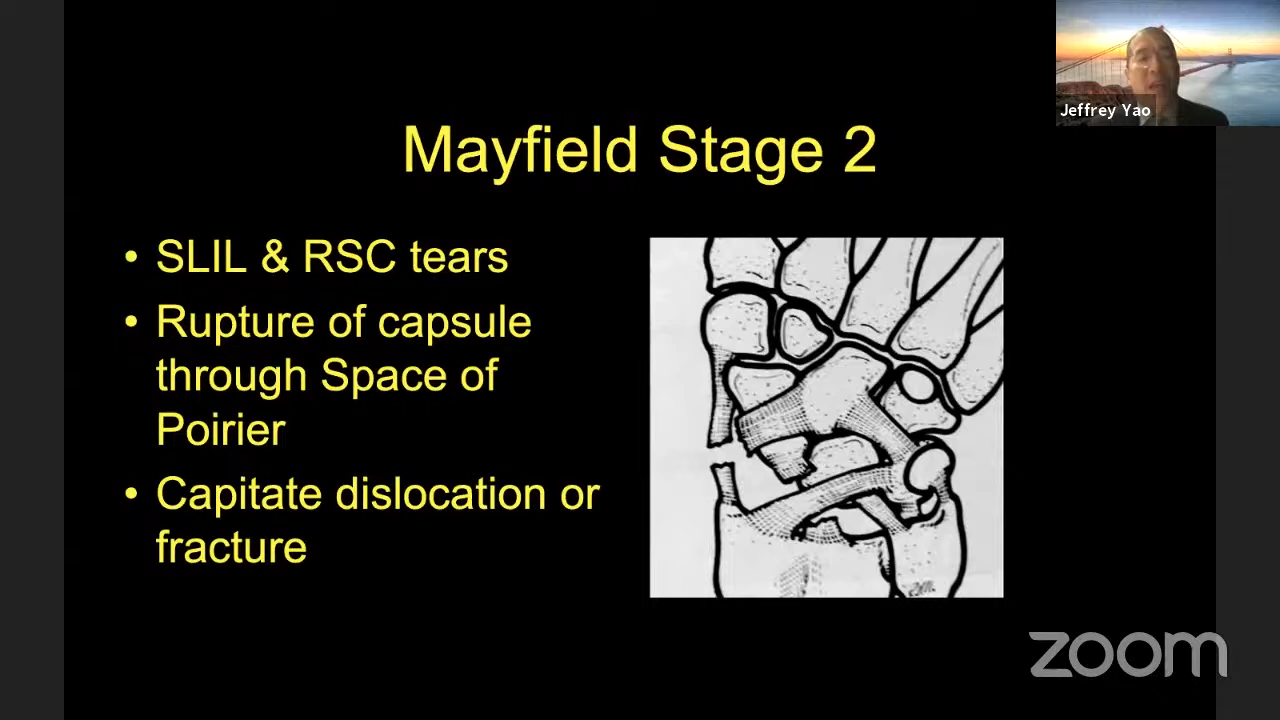 Jeffrey Yao
Mayfield Stage 2
• SLIL & RSC tears
• Rupture of capsule
through Space of
Poirier
• Capitate dislocation or
fracture
zoom